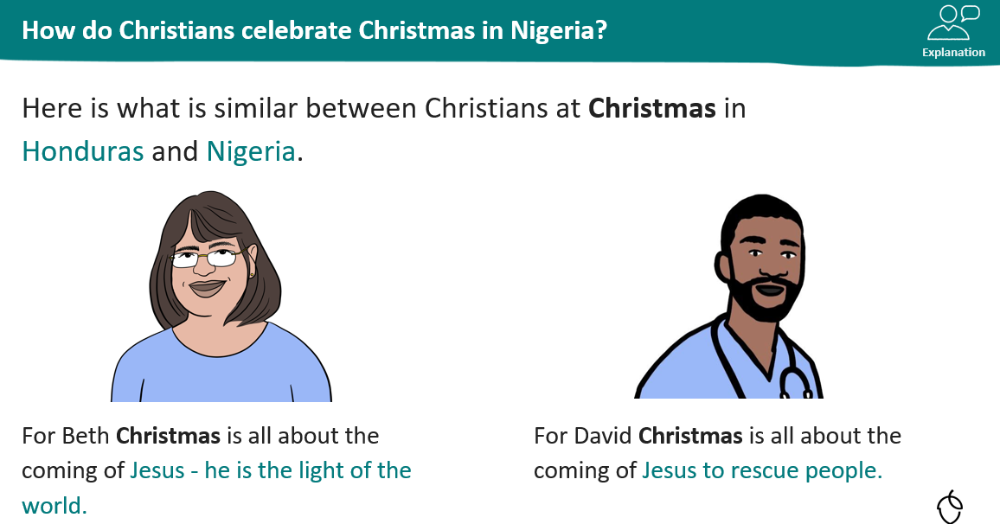 How do Christians celebrate Christmas in Nigeria?
Explanation
Here is what is similar between Christians at Christmas in
Honduras and Nigeria.
For Beth Christmas is all about the
coming of Jesus - he is the light of the
world.
For David Christmas is all about the
coming of Jesus to rescue people.